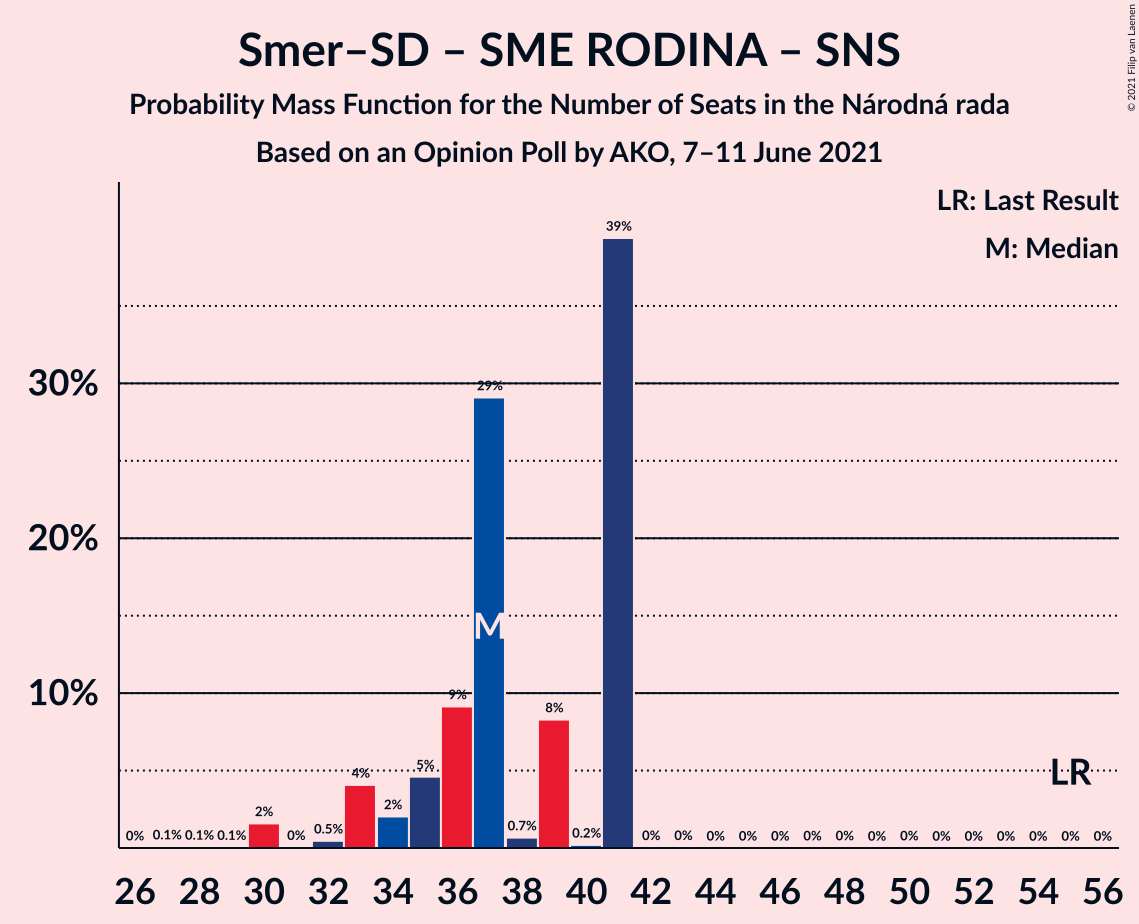 Smer–SD – SME RODINA – SNS
Probability Mass Function for the Number of Seats in the Národná rada
Based on an Opinion Poll by AKO, 7–11 June 2021
© 2021 Filip van Laenen
LR: Last Result
M: Median
39%
30%
29%
20%
M
10%
9%
8%
LR
5%
4%
2%
2%
0.7%
0.5%
0.2%
0% 0.1% 0.1% 0.1% 0% 0% 0% 0% 0% 0% 0% 0% 0% 0% 0% 0% 0% 0% 0% 0%
26 28 30 32 34 36 38 40 42 44 46 48 50 52 54 56